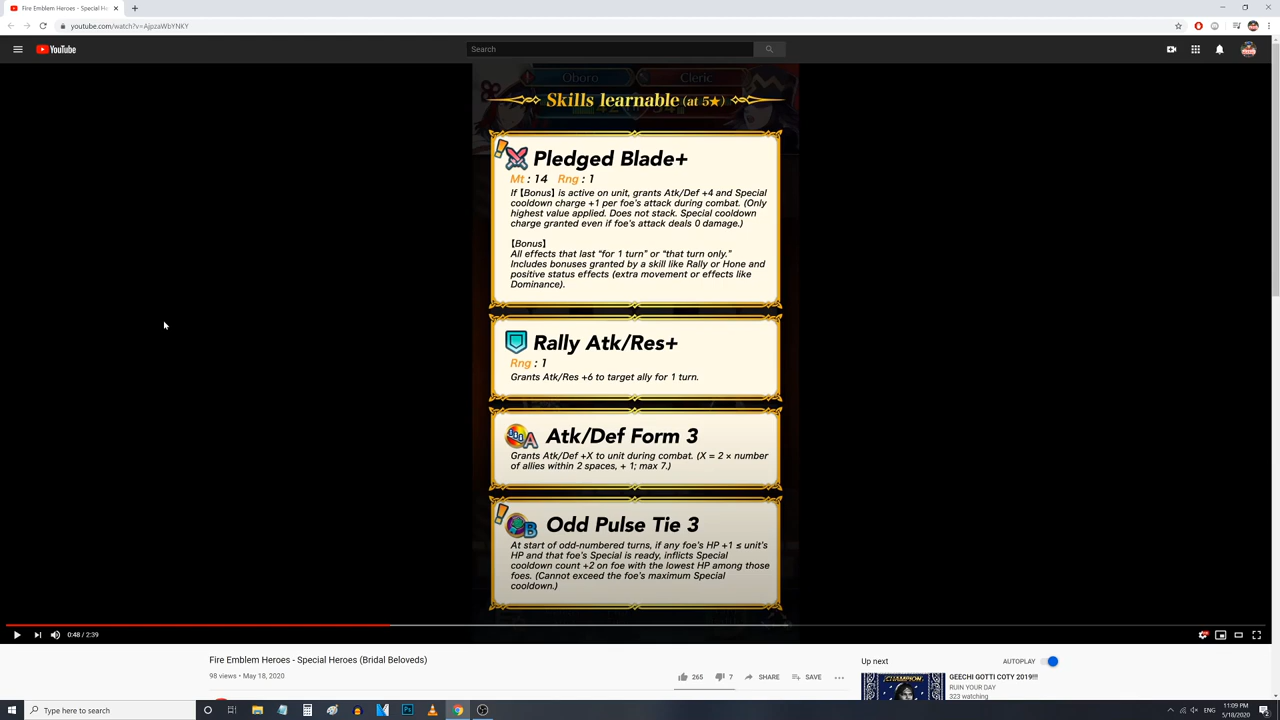 Fire Emblem Heroes - Special He
youtube.com/watch?v=AjpzaWbYNKY
YouTube
Search
Oboro
Cleric
Skills learnable (at 5★)
Pledged Blade+
Mt : 14 Rng : 1
If 【Bonus】 is active on unit, grants Atk/Def +4 and Special
cooldown charge +1 per foe's attack during combat. (Only
highest value applied. Does not stack. Special cooldown
charge granted even if foe's attack deals 0 damage.)
【Bonus】
All effects that last "for 1 turn" or "that turn only."
Includes bonuses granted by a skill like Rally or Hone and
positive status effects (extra movement or effects like
Dominance).
Rally Atk/Res+
Rng : 1
Grants Atk/Res +6 to target ally for 1 turn.
Atk/Def Form 3
Grants Atk/Def +X to unit during combat. (X = 2 × number
of allies within 2 spaces, + 1; max 7.)
Odd Pulse Tie 3
At start of odd-numbered turns, if any foe's HP +1 ≤ unit's
HP and that foe's Special is ready, inflicts Special
cooldown count +2 on foe with the lowest HP among those
foes. (Cannot exceed the foe's maximum Special
cooldown.)
0:48 / 2:39
Fire Emblem Heroes - Special Heroes (Bridal Beloveds)
98 views • May 18, 2020
265
7
SHARE
SAVE
Up next
AUTOPLAY
CHAMPION
GEECHI GOTTI COTY 2019!!!!
RUIN YOUR DAY
323 watching
Type here to search
ENG
11:09 PM
5/18/2020